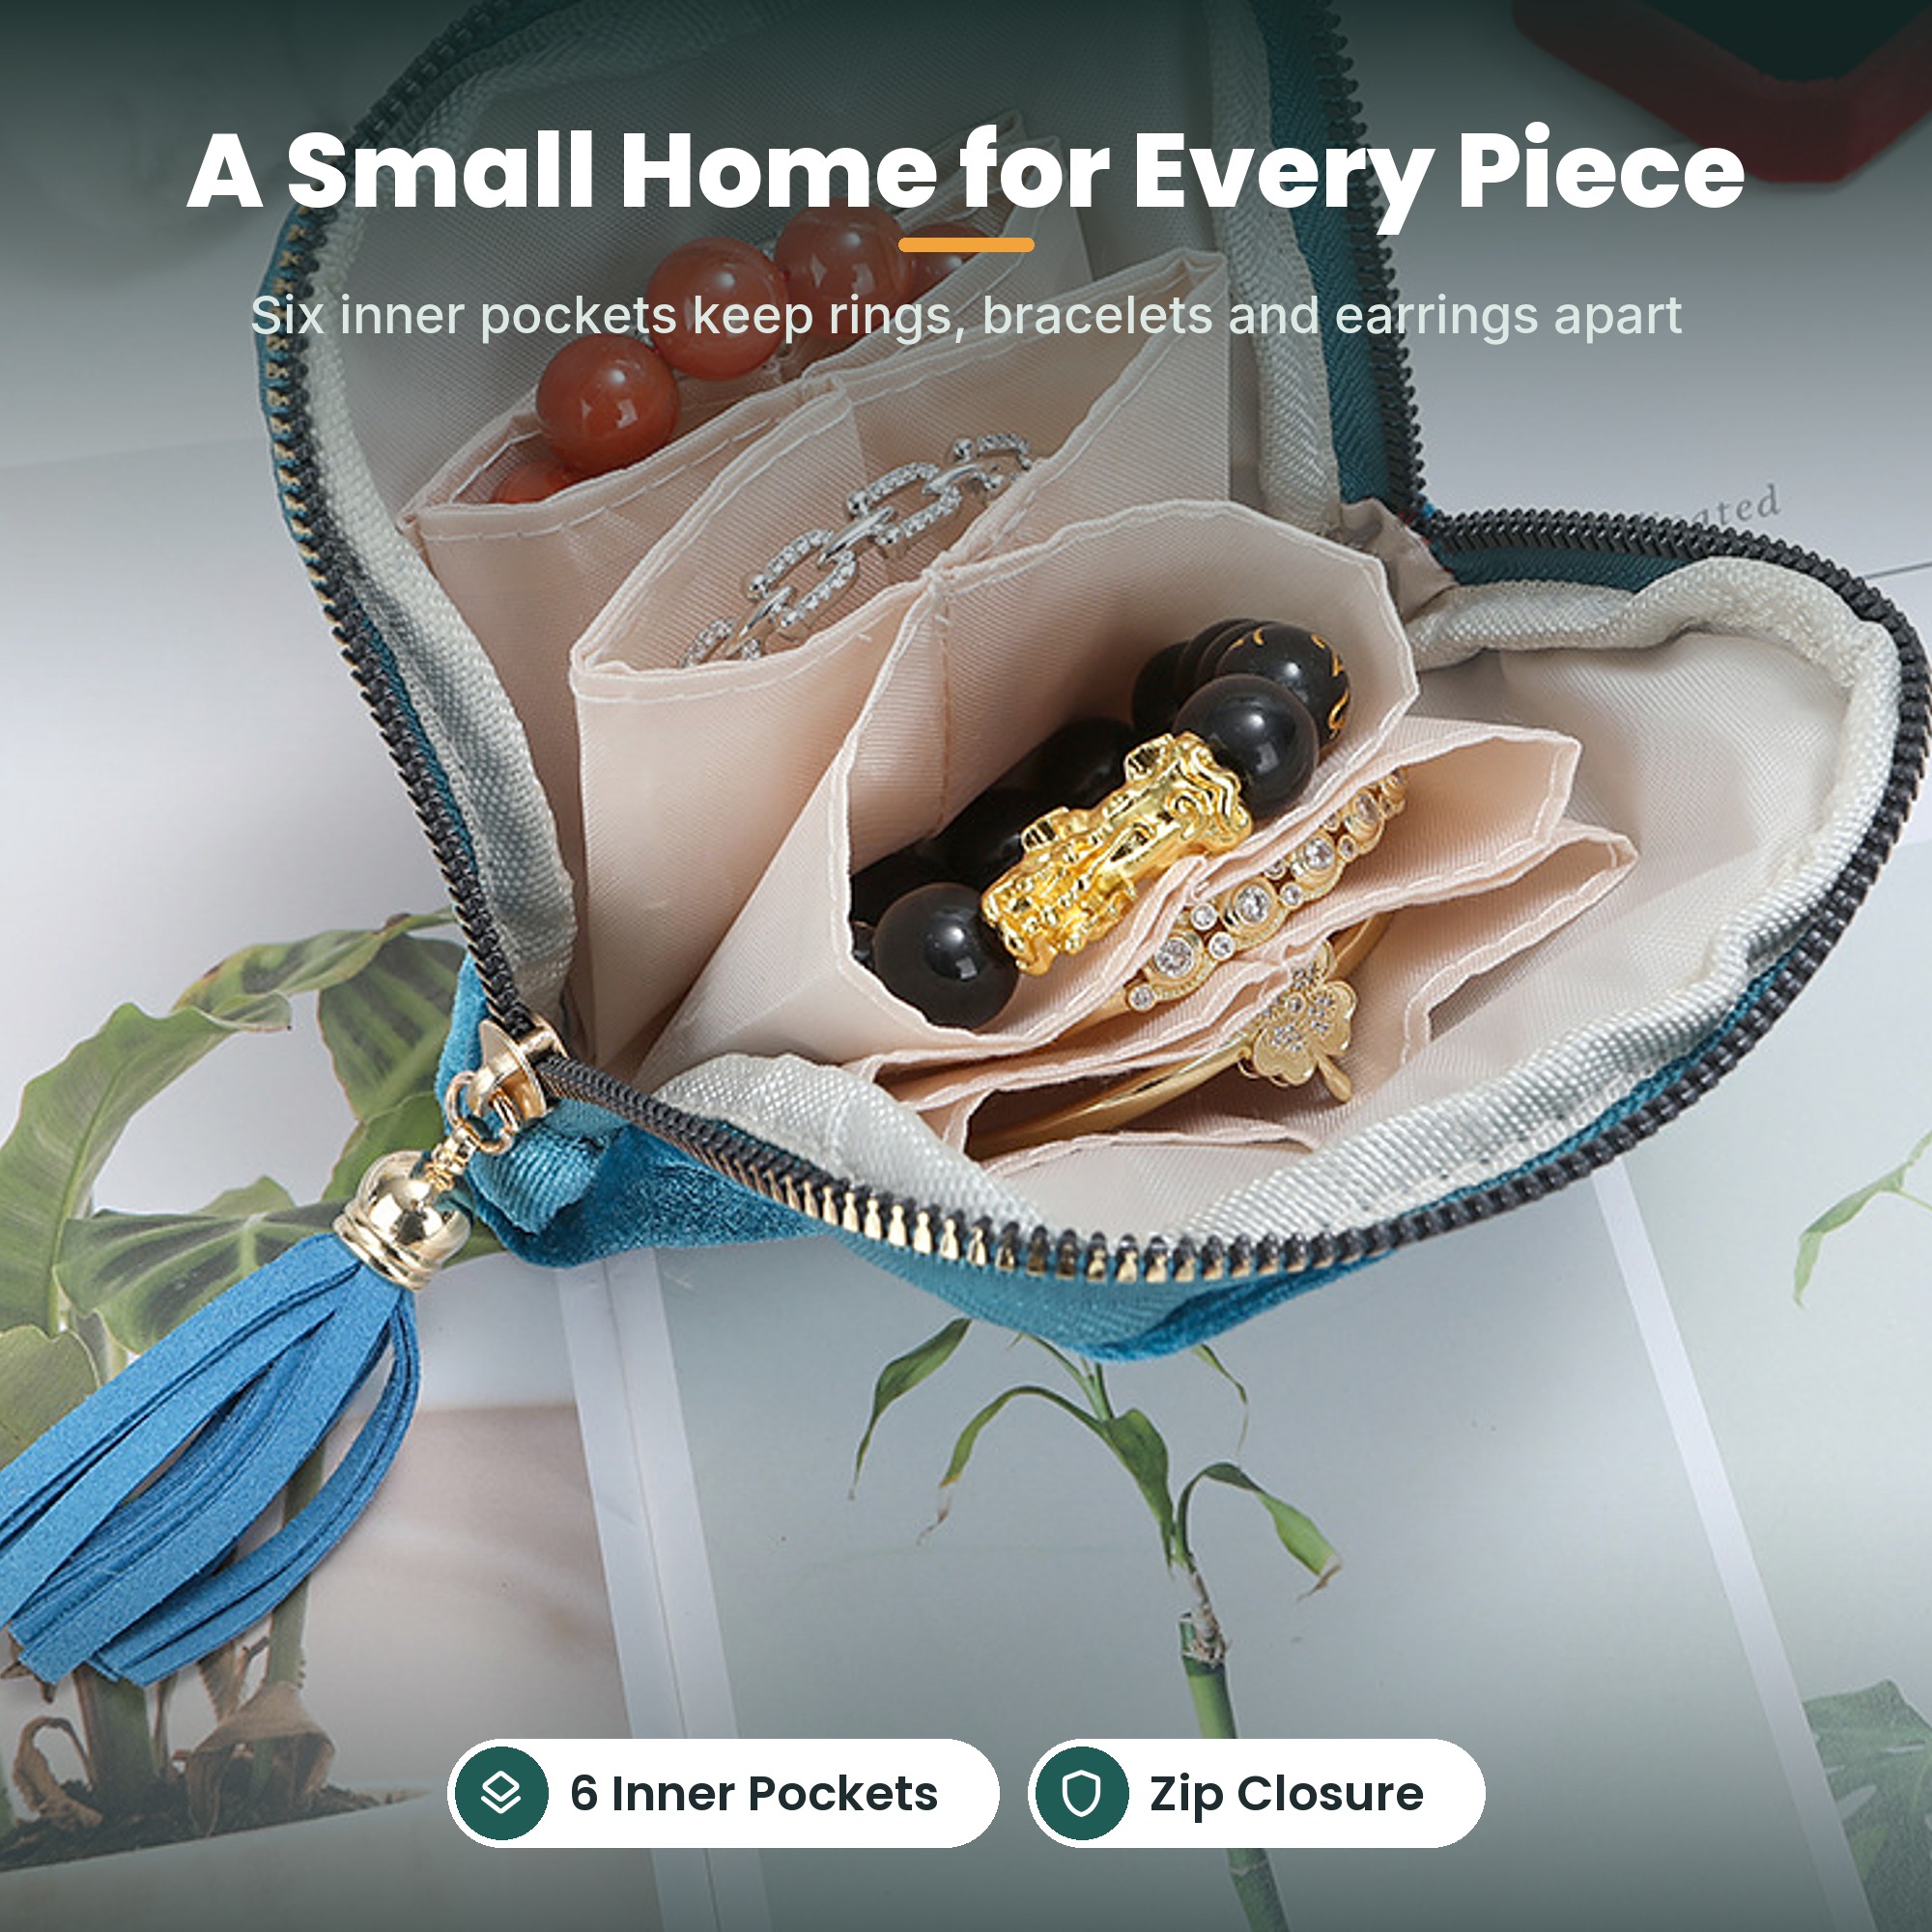 A Small Home for Every Piece
Six inner pockets keep rings, bracelets and earrings apart
6 Inner Pockets
Zip Closure